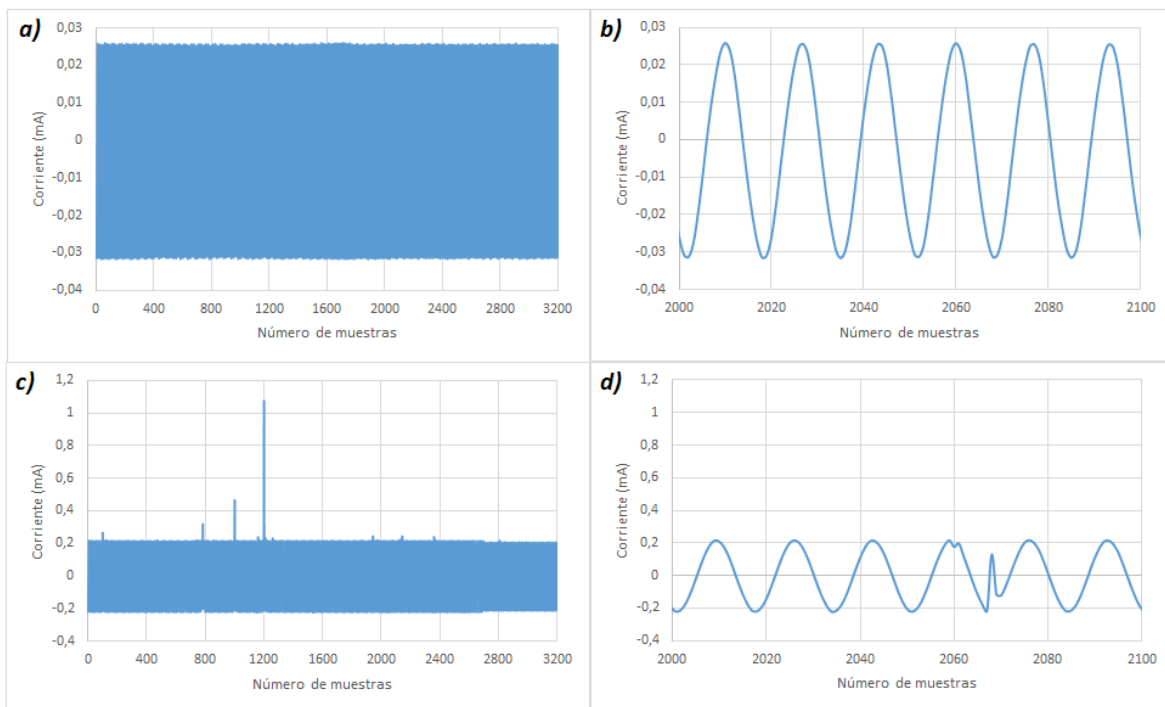 a)
0,03
0,02
0,01
0
-0,01
-0,02
-0,03
-0,04
Corriente (mA)
0 400 800 1200 1600 2000 2400 2800 3200
Número de muestras
b)
0,03
0,02
0,01
0
-0,01
-0,02
-0,03
-0,04
Corriente (mA)
2000 2020 2040 2060 2080 2100
Número de muestras
c)
1,2
1
0,8
0,6
0,4
0,2
0
-0,2
-0,4
Corriente (mA)
0 400 800 1200 1600 2000 2400 2800 3200
Número de muestras
d)
1,2
1
0,8
0,6
0,4
0,2
0
-0,2
-0,4
Corriente (mA)
2000 2020 2040 2060 2080 2100
Número de muestras